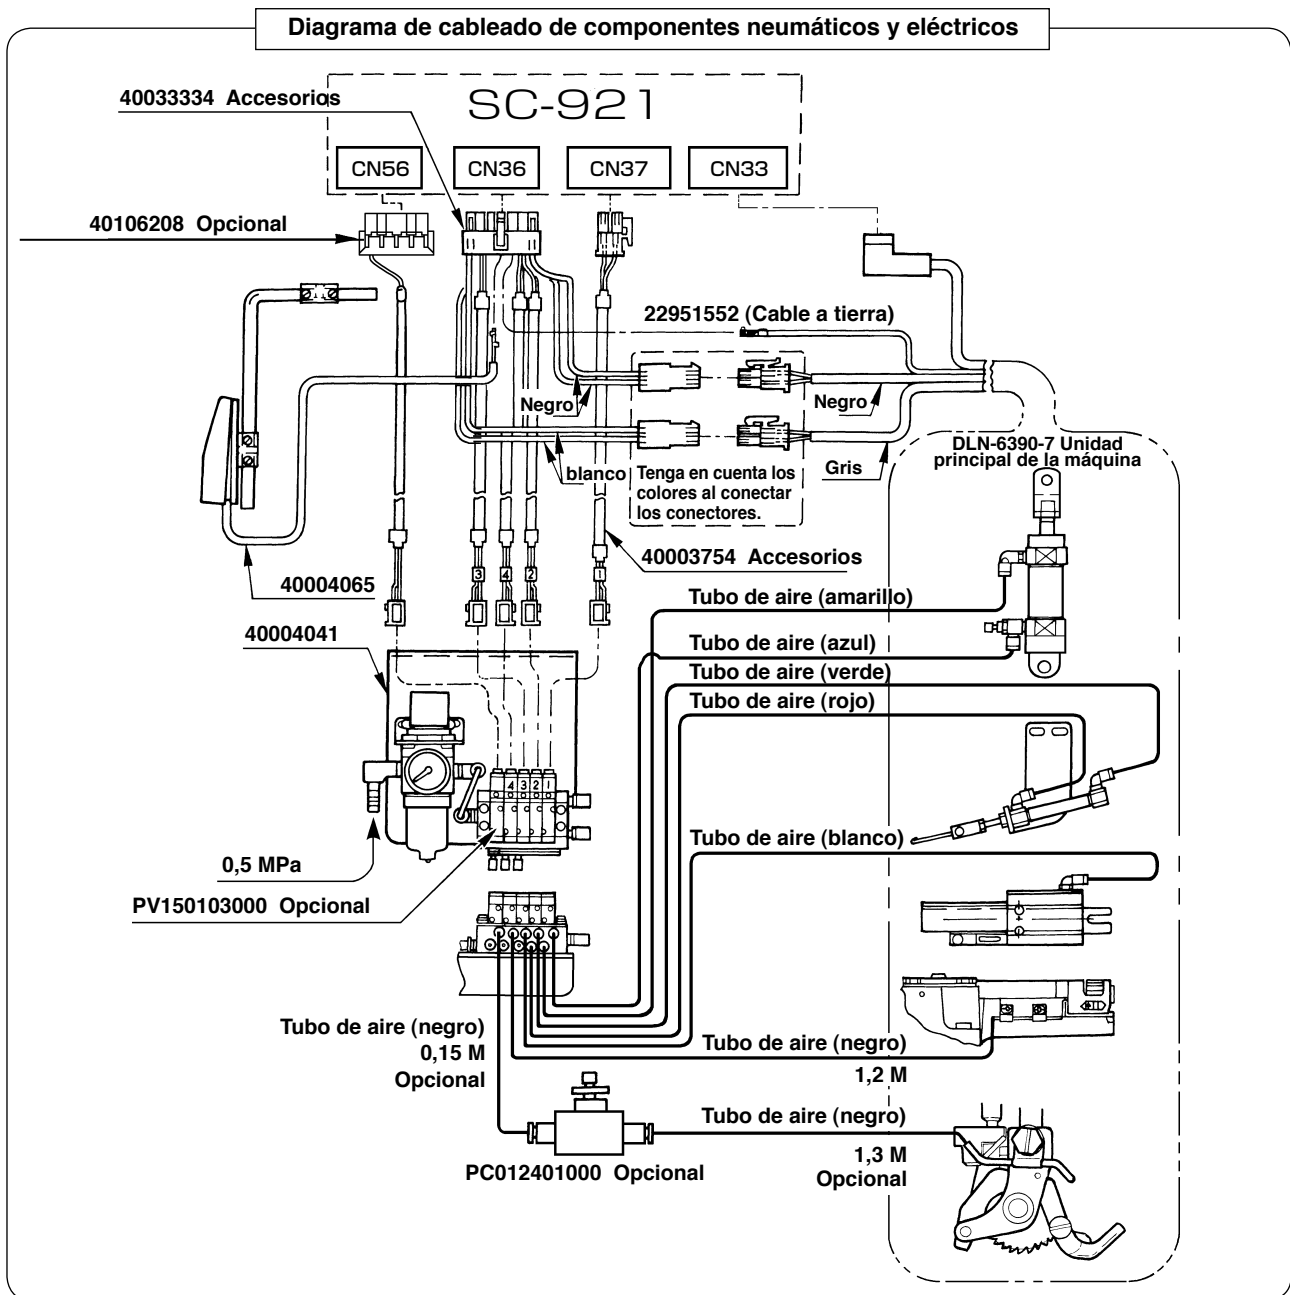 Diagrama de cableado de componentes neumáticos y eléctricos
SC-921
40033334 Accesorios
CN56
CN36
CN37
CN33
40106208 Opcional
22951552 (Cable a tierra)
Negro
Negro
blanco
Gris
Tenga en cuenta los
colores al conectar
los conectores.
DLN-6390-7 Unidad
principal de la máquina
40003754 Accesorios
3
4
2
1
40004065
40004041
Tubo de aire (amarillo)
Tubo de aire (azul)
Tubo de aire (verde)
Tubo de aire (rojo)
4
3
2
1
Tubo de aire (blanco)
0,5 MPa
PV150103000 Opcional
Tubo de aire (negro)
0,15 M
Opcional
Tubo de aire (negro)
1,2 M
Tubo de aire (negro)
1,3 M
Opcional
PC012401000 Opcional